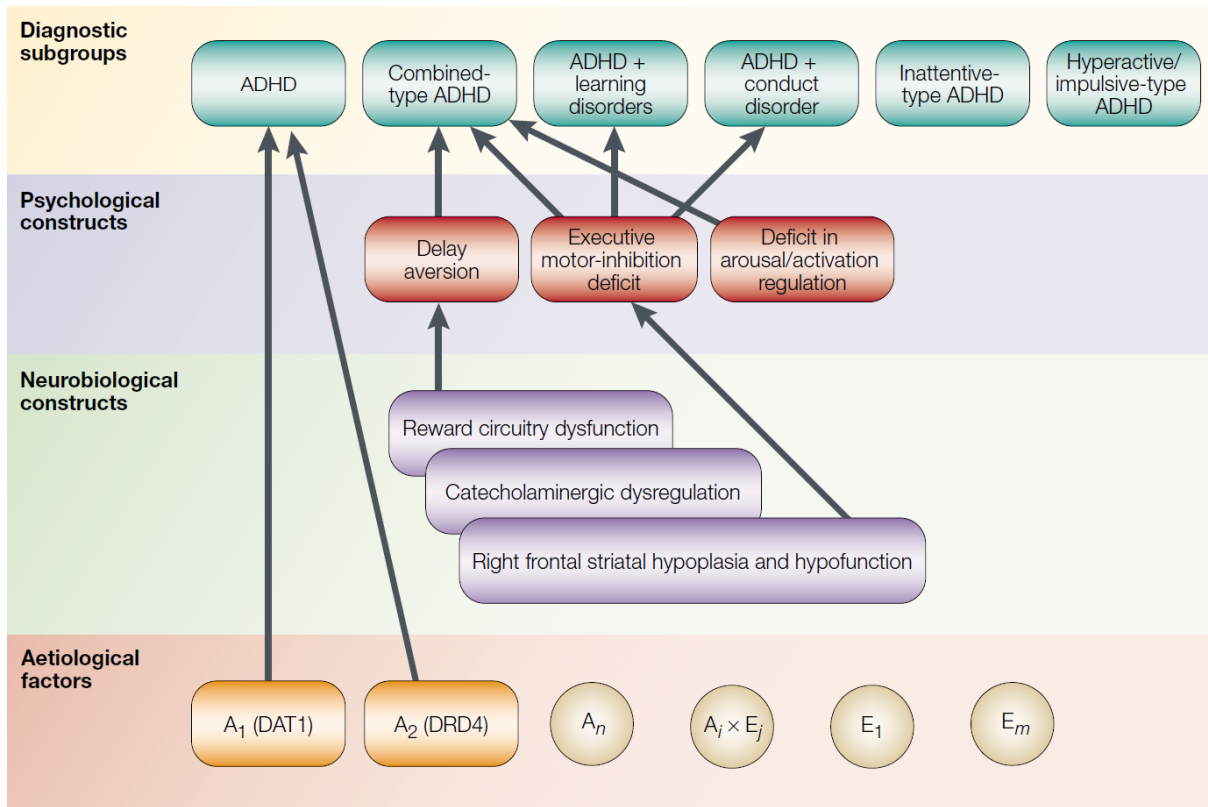 Diagnostic
subgroups
ADHD
Combined-
type ADHD
ADHD +
learning
disorders
ADHD +
conduct
disorder
Inattentive-
type ADHD
Hyperactive/
impulsive-type
ADHD
Psychological
constructs
Delay
aversion
Executive
motor-inhibition
deficit
Deficit in
arousal/activation
regulation
Neurobiological
constructs
Reward circuitry dysfunction
Catecholaminergic dysregulation
Right frontal striatal hypoplasia and hypofunction
Aetiological
factors
A₁ (DAT1)
A₂ (DRD4)
Aₙ
Aᵢ × Eⱼ
E₁
Eₘ